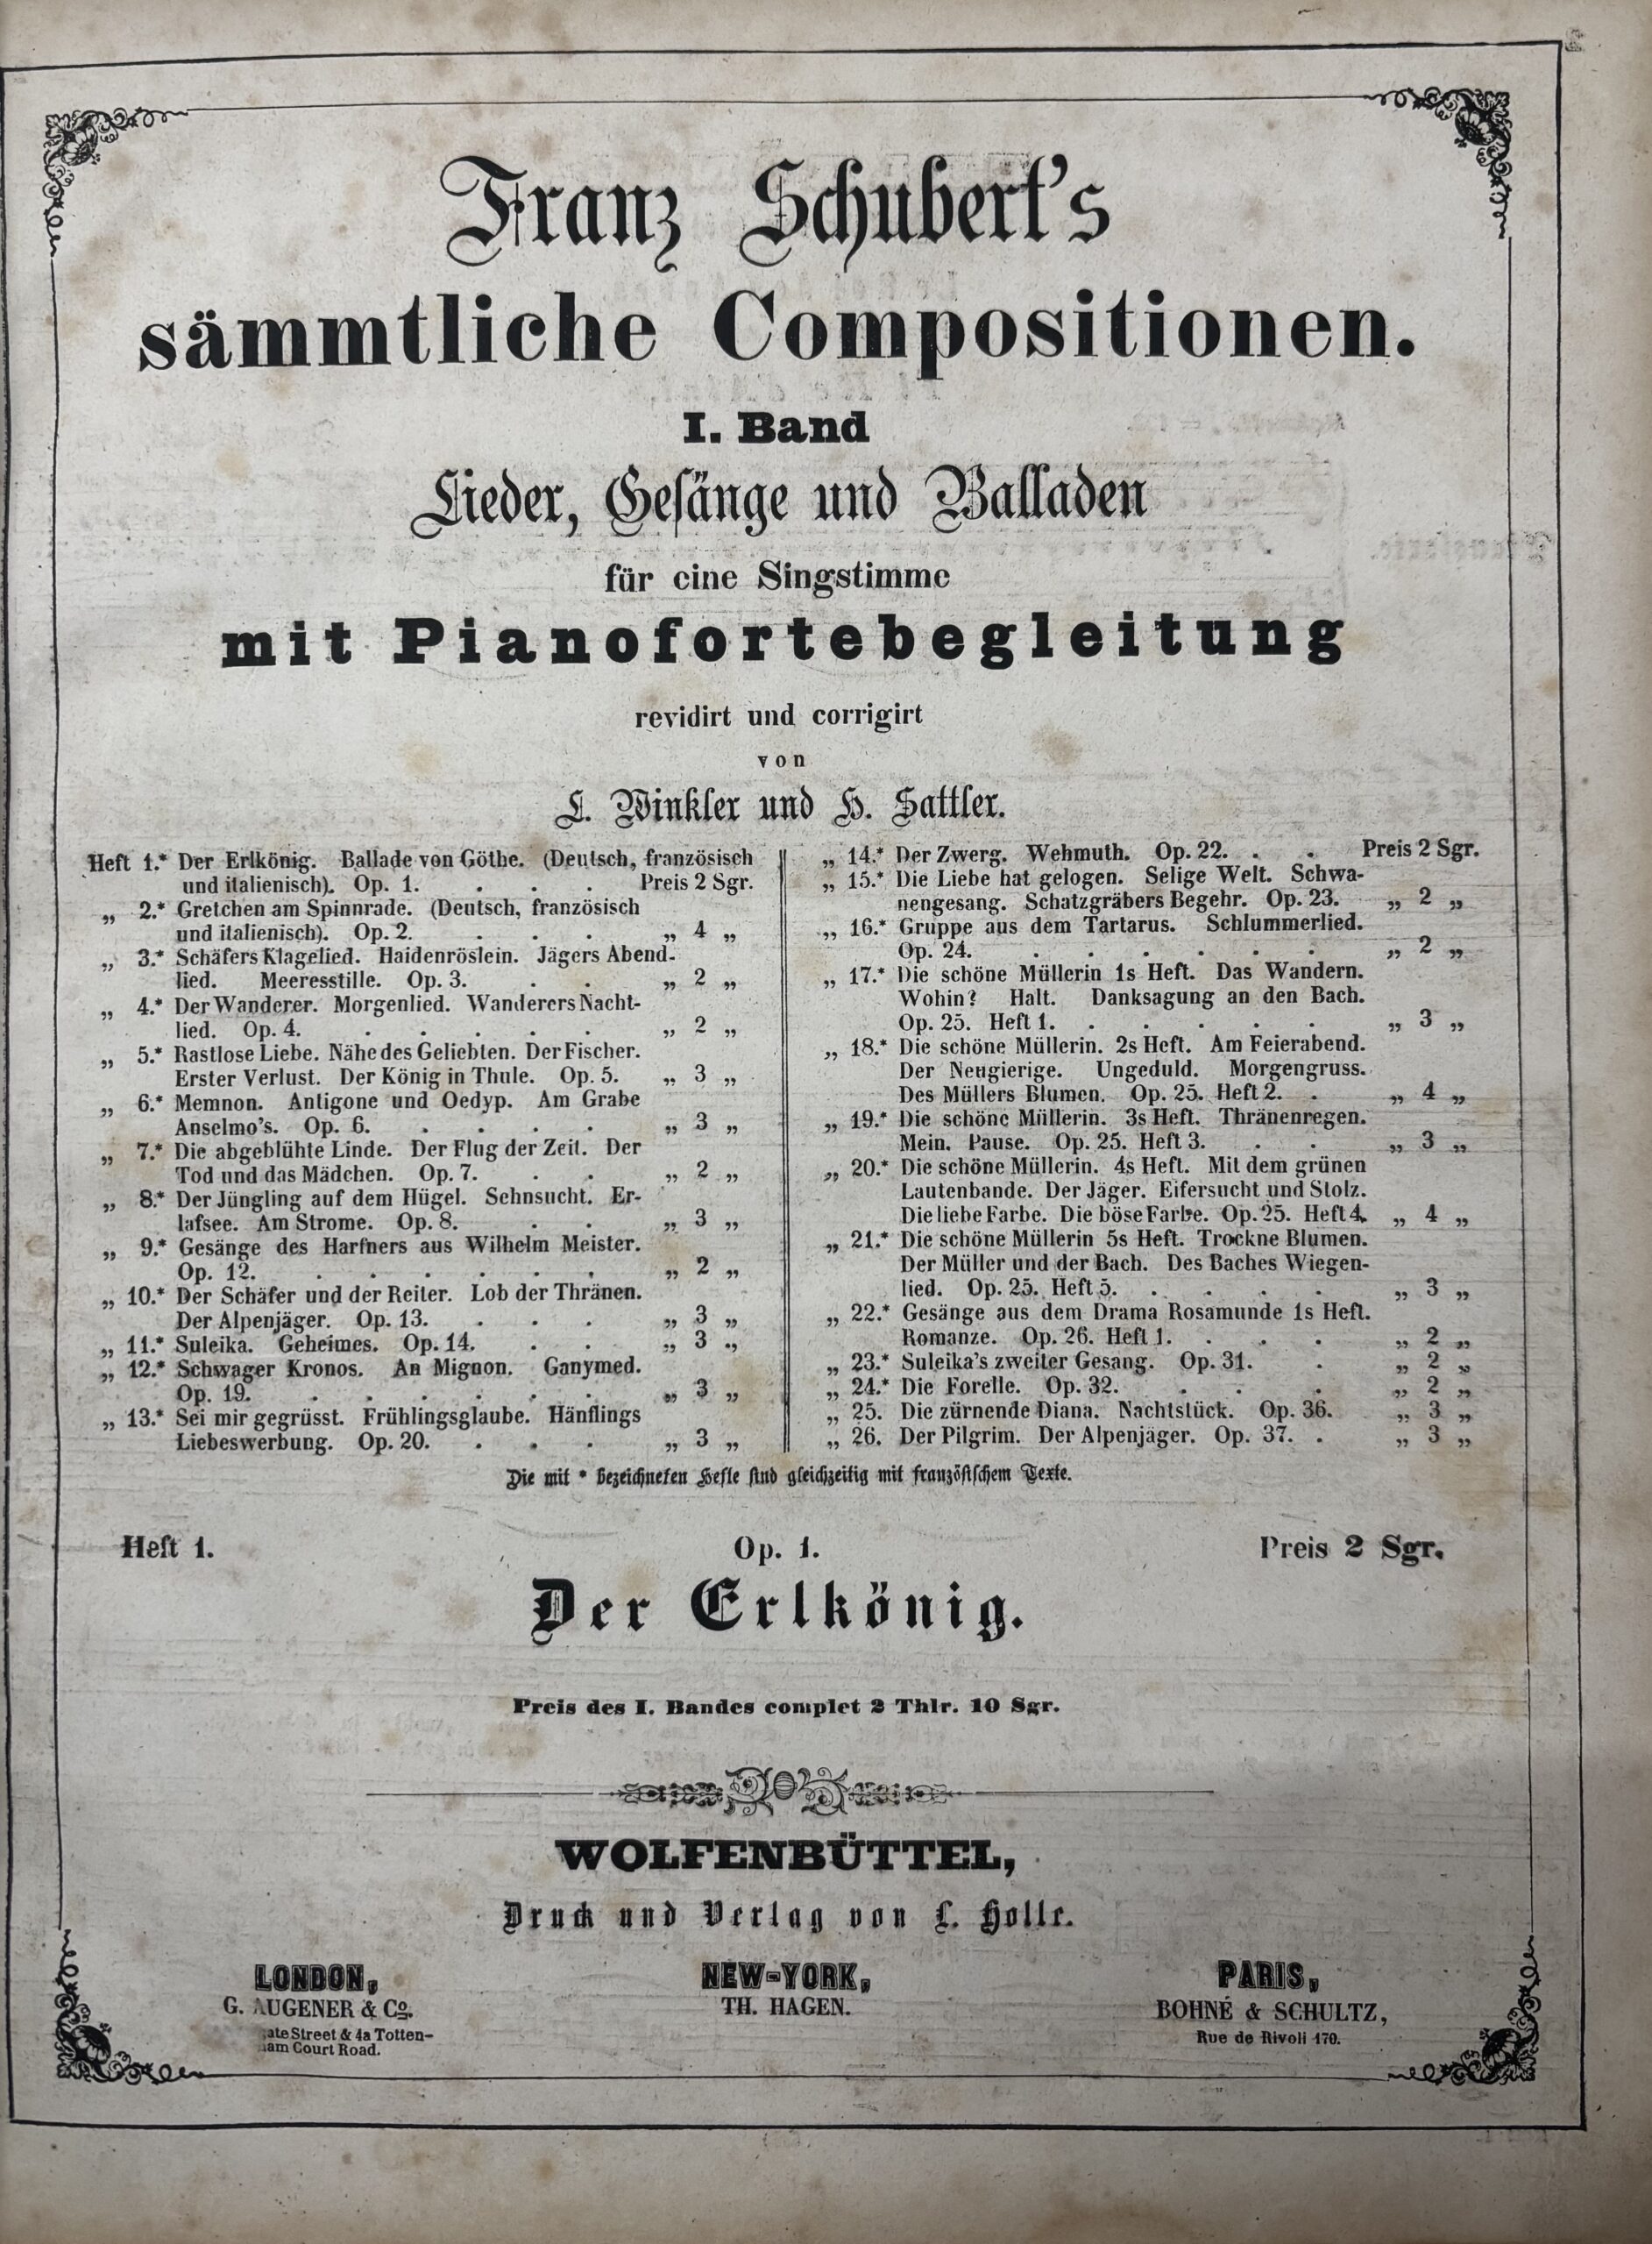 Franz Schubert's
sämmtliche Compositionen.
I. Band
Lieder, Gesänge und Balladen
für eine Singstimme
mit Pianofortebegleitung
revidirt und corrigirt
von
L. Winkler und H. Sattler.
Heft 1.* Der Erlkönig. Ballade von Göthe. (Deutsch, französisch
und italienisch). Op. 1. . . . Preis 2 Sgr.
„ 2.* Gretchen am Spinnrade. (Deutsch, französisch
und italienisch). Op. 2. . . . „ 4 „
„ 3.* Schäfers Klagelied. Haidenröslein. Jägers Abend-
lied. Meeresstille. Op. 3. . . „ 2 „
„ 4.* Der Wanderer. Morgenlied. Wanderers Nacht-
lied. Op. 4. . . . . . „ 2 „
„ 5.* Rastlose Liebe. Nähe des Geliebten. Der Fischer.
Erster Verlust. Der König in Thule. Op. 5. „ 3 „
„ 6.* Memnon. Antigone und Oedyp. Am Grabe
Anselmo's. Op. 6. . . . . „ 3 „
„ 7.* Die abgeblühte Linde. Der Flug der Zeit. Der
Tod und das Mädchen. Op. 7. . . „ 2 „
„ 8.* Der Jüngling auf dem Hügel. Sehnsucht. Er-
lafsee. Am Strome. Op. 8. . . „ 3 „
„ 9.* Gesänge des Harfners aus Wilhelm Meister.
Op. 12. . . . . . . „ 2 „
„ 10.* Der Schäfer und der Reiter. Lob der Thränen.
Der Alpenjäger. Op. 13. . . . „ 3 „
„ 11.* Suleika. Geheimes. Op. 14. . . „ 3 „
„ 12.* Schwager Kronos. An Mignon. Ganymed.
Op. 19. . . . . . . „ 3 „
„ 13.* Sei mir gegrüsst. Frühlingsglaube. Hänflings
Liebeswerbung. Op. 20. . . . „ 3 „
„ 14.* Der Zwerg. Wehmuth. Op. 22. . . Preis 2 Sgr.
„ 15.* Die Liebe hat gelogen. Selige Welt. Schwa-
nengesang. Schatzgräbers Begehr. Op. 23. „ 2 „
„ 16.* Gruppe aus dem Tartarus. Schlummerlied.
Op. 24. . . . . . . „ 2 „
„ 17.* Die schöne Müllerin 1s Heft. Das Wandern.
Wohin? Halt. Danksagung an den Bach.
Op. 25. Heft 1. . . . . . „ 3 „
„ 18.* Die schöne Müllerin. 2s Heft. Am Feierabend.
Der Neugierige. Ungeduld. Morgengruss.
Des Müllers Blumen. Op. 25. Heft 2. . „ 4 „
„ 19.* Die schöne Müllerin. 3s Heft. Thränenregen.
Mein. Pause. Op. 25. Heft 3. . . „ 3 „
„ 20.* Die schöne Müllerin. 4s Heft. Mit dem grünen
Lautenbande. Der Jäger. Eifersucht und Stolz.
Die liebe Farbe. Die böse Farbe. Op. 25. Heft 4. „ 4 „
„ 21.* Die schöne Müllerin 5s Heft. Trockne Blumen.
Der Müller und der Bach. Des Baches Wiegen-
lied. Op. 25. Heft 5. . . . . „ 3 „
„ 22.* Gesänge aus dem Drama Rosamunde 1s Heft.
Romanze. Op. 26. Heft 1. . . . „ 2 „
„ 23.* Suleika's zweiter Gesang. Op. 31. . „ 2 „
„ 24.* Die Forelle. Op. 32. . . . „ 2 „
„ 25. Die zürnende Diana. Nachtstück. Op. 36. „ 3 „
„ 26. Der Pilgrim. Der Alpenjäger. Op. 37. . „ 3 „
Die mit * bezeichneten Hefte sind gleichzeitig mit französischem Texte.
Heft 1. Op. 1. Preis 2 Sgr.
Der Erlkönig.
Preis des I. Bandes complet 2 Thlr. 10 Sgr.
WOLFENBÜTTEL,
Druck und Verlag von L. Holle.
LONDON, NEW-YORK, PARIS,
G. AUGENER & Co. TH. HAGEN. BOHNÉ & SCHULTZ,
Street & 4a Totten- Rue de Rivoli 170.
Court Road.